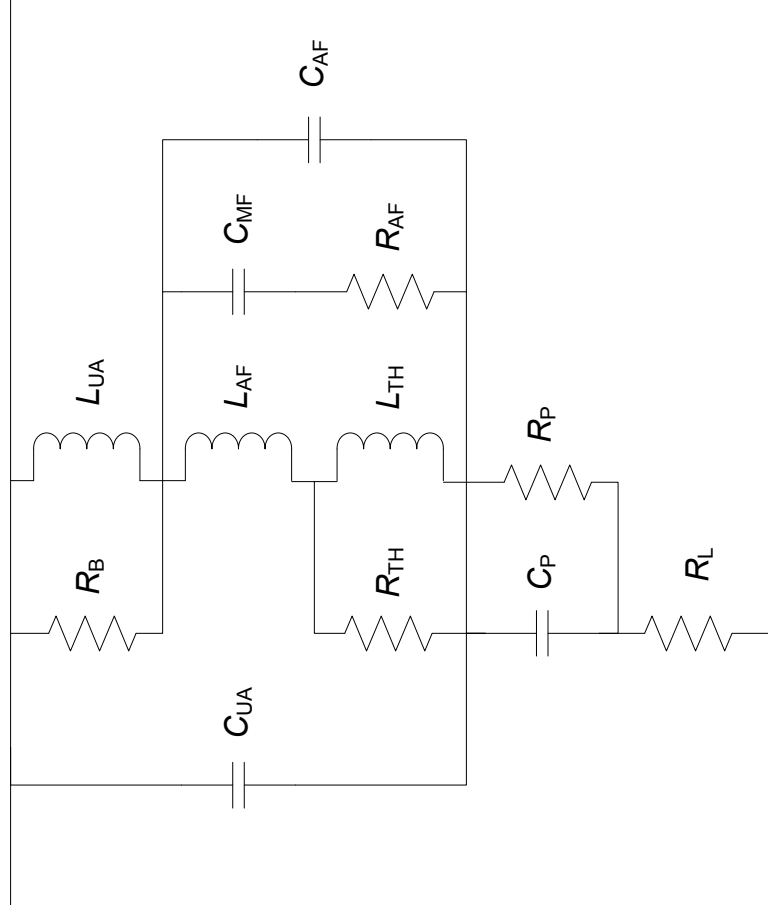 C_AF
C_MF
R_AF
L_UA
L_AF
L_TH
R_P
R_B
R_TH
C_P
R_L
C_UA